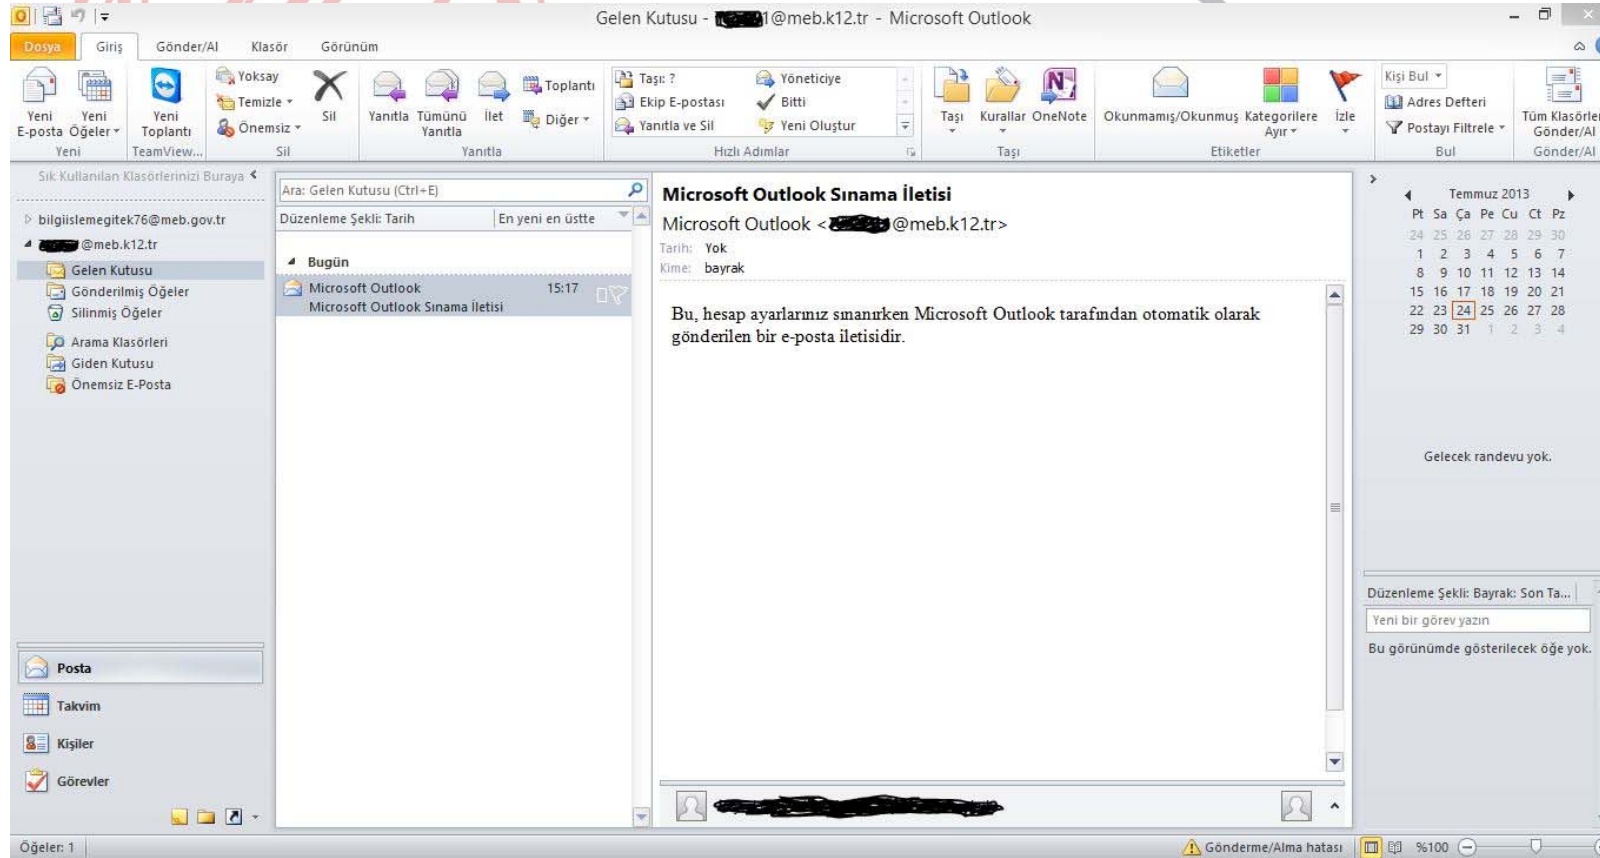 Gelen Kutusu - 1@meb.k12.tr - Microsoft Outlook
Dosya Giriş Gönder/Al Klasör Görünüm
Yeni E-posta
Yeni Öğeler
Yeni
Yeni Toplantı
TeamView...
Yoksay
Temizle
Önemsiz
Sil
Sil
Yanıtla
Tümünü Yanıtla
İlet
Toplantı
Diğer
Yanıtla
Taşı: ?
Ekip E-postası
Yanıtla ve Sil
Yöneticiye
Bitti
Yeni Oluştur
Hızlı Adımlar
Taşı
Kurallar
OneNote
Taşı
Okunmamış/Okunmuş
Kategorilere Ayır
İzle
Etiketler
Kişi Bul
Adres Defteri
Postayı Filtrele
Bul
Tüm Klasörle
Gönder/Al
Gönder/Al
Sık Kullanılan Klasörlerinizi Buraya
bilgiislemegitek76@meb.gov.tr
@meb.k12.tr
Gelen Kutusu
Gönderilmiş Öğeler
Silinmiş Öğeler
Arama Klasörleri
Giden Kutusu
Önemsiz E-Posta
Posta
Takvim
Kişiler
Görevler
Ara: Gelen Kutusu (Ctrl+E)
Düzenleme Şekli: Tarih En yeni en üstte
Bugün
Microsoft Outlook 15:17
Microsoft Outlook Sınama İletisi
Microsoft Outlook Sınama İletisi
Microsoft Outlook < @meb.k12.tr>
Tarih: Yok
Kime: bayrak
Bu, hesap ayarlarınız sınanırken Microsoft Outlook tarafından otomatik olarak
gönderilen bir e-posta iletisidir.
Temmuz 2013
Pt Sa Ça Pe Cu Ct Pz
24 25 26 27 28 29 30
1 2 3 4 5 6 7
8 9 10 11 12 13 14
15 16 17 18 19 20 21
22 23 24 25 26 27 28
29 30 31 1 2 3 4
Gelecek randevu yok.
Düzenleme Şekli: Bayrak: Son Ta...
Yeni bir görev yazın
Bu görünümde gösterilecek öğe yok.
Öğeler: 1
Gönderme/Alma hatası
%100